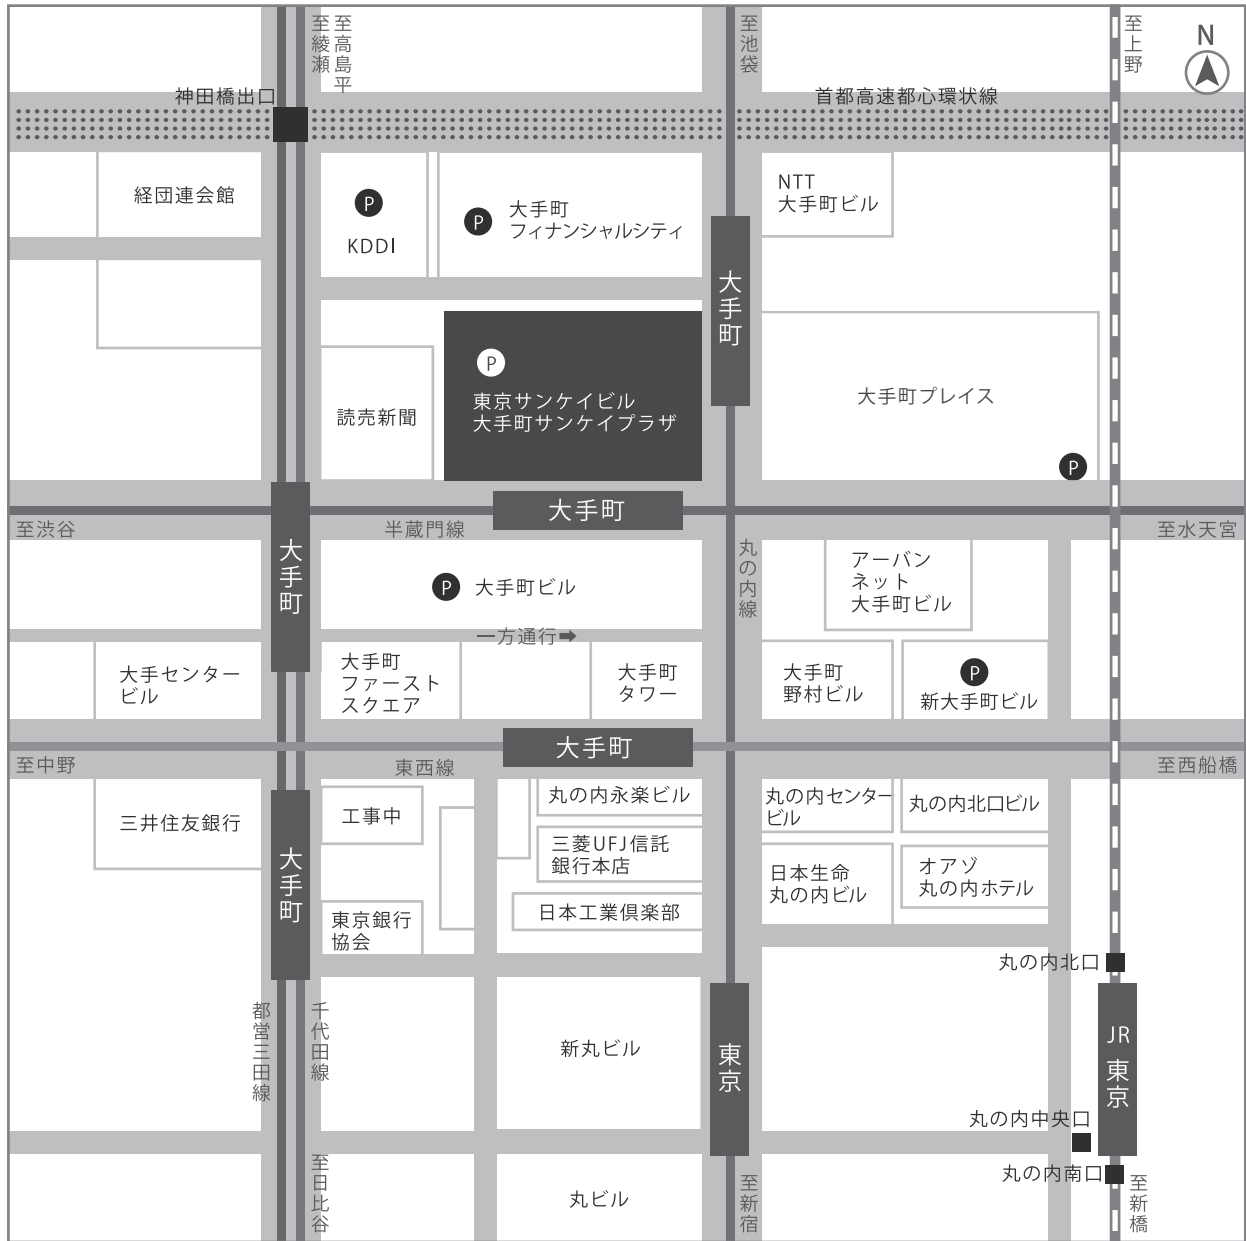 至綾瀬
至高島平
至池袋
至上野
N
神田橋出口
首都高速都心環状線
経団連会館
P
KDDI
P
大手町
フィナンシャルシティ
NTT
大手町ビル
大手町
読売新聞
P
東京サンケイビル
大手町サンケイプラザ
大手町プレイス
P
大手町
至渋谷
半蔵門線
至水天宮
大手町
P
大手町ビル
丸の内線
アーバン
ネット
大手町ビル
一方通行➡
大手センター
ビル
大手町
ファースト
スクエア
大手町
タワー
大手町
野村ビル
P
新大手町ビル
大手町
至中野
東西線
至西船橋
三井住友銀行
大手町
工事中
東京銀行
協会
丸の内永楽ビル
三菱UFJ信託
銀行本店
日本工業倶楽部
丸の内センター
ビル
丸の内北口ビル
日本生命
丸の内ビル
オアゾ
丸の内ホテル
丸の内北口
都営三田線
千代田線
新丸ビル
東京
JR
東京
丸の内中央口
丸の内南口
至日比谷
丸ビル
至新宿
至新橋